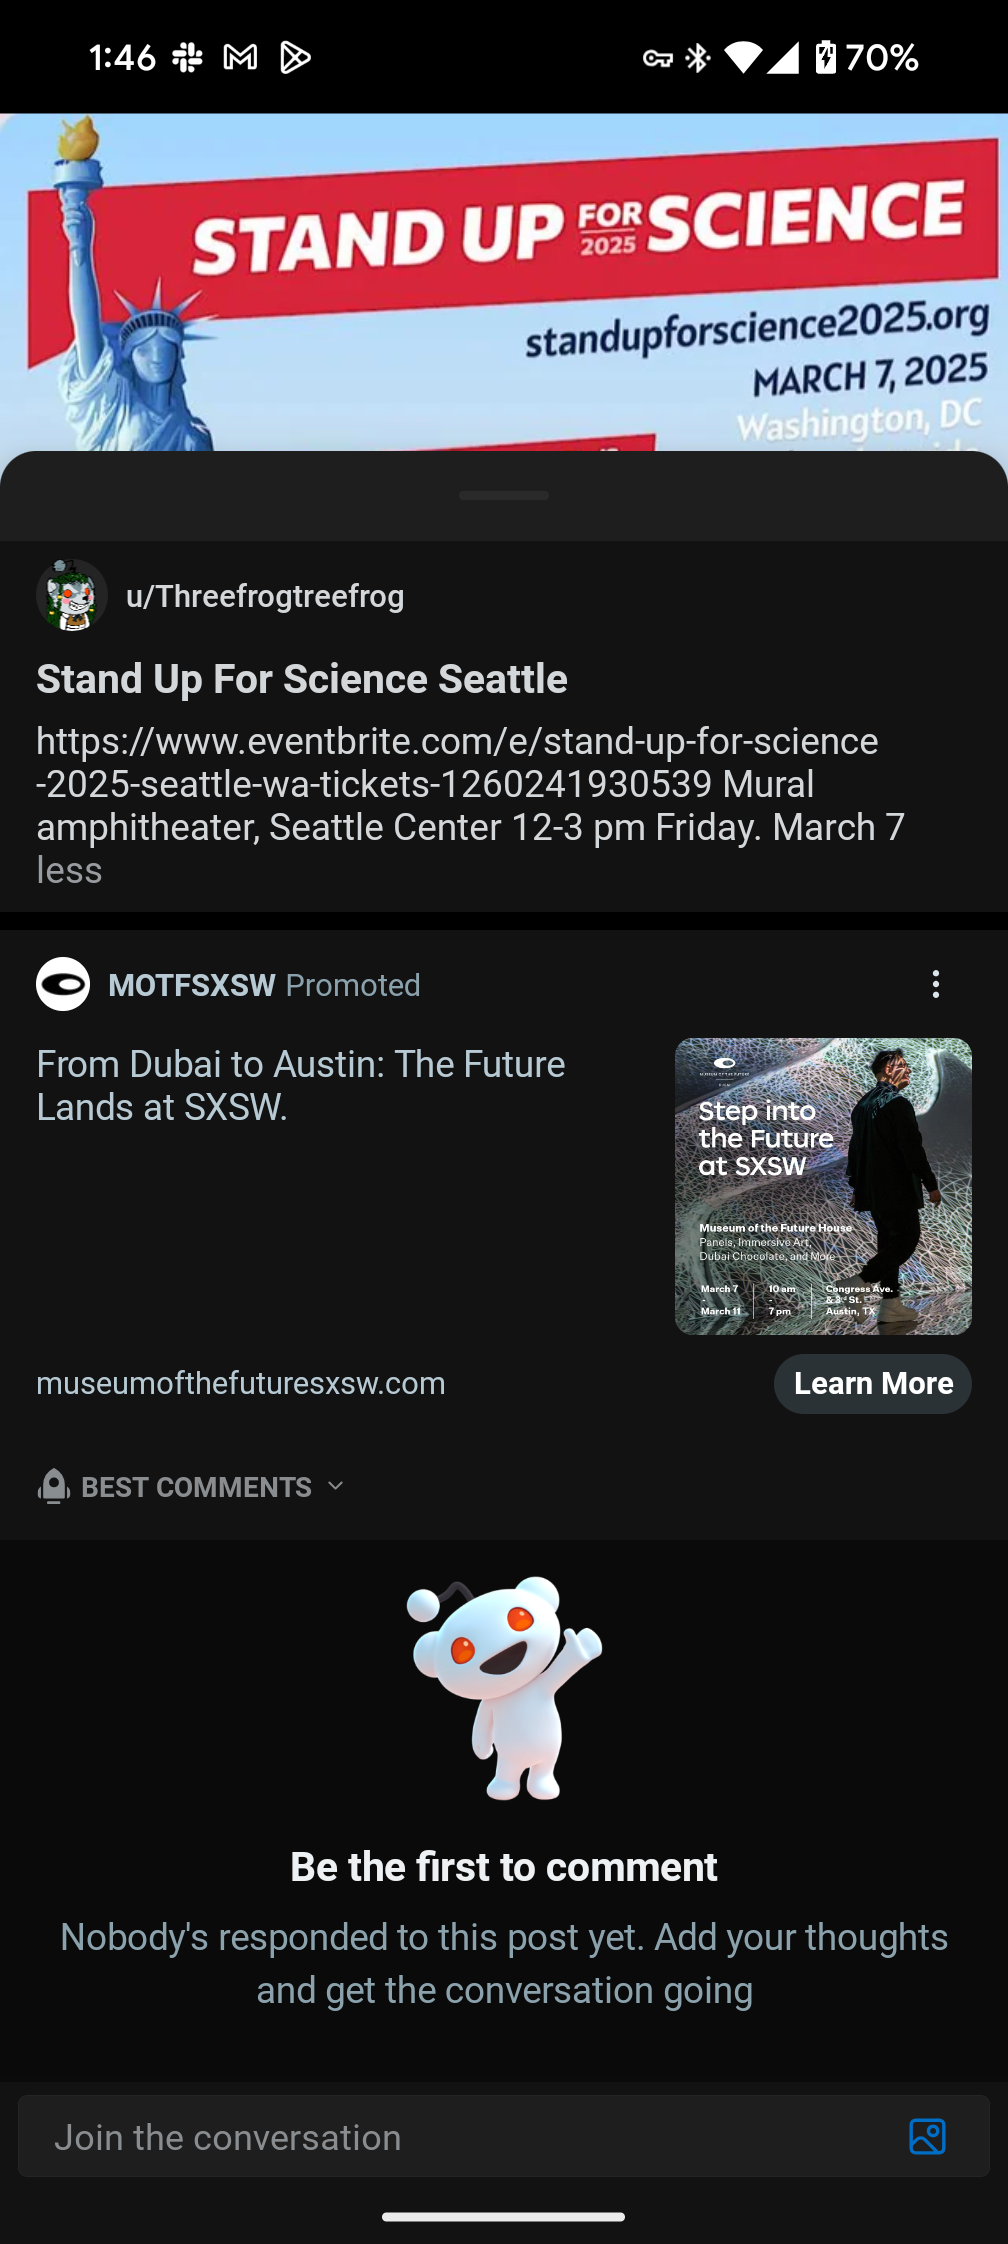 1:46
70%
STAND UP FOR 2025 SCIENCE
standupforscience2025.org
MARCH 7, 2025
Washington, DC
u/Threefrogtreefrog
Stand Up For Science Seattle
https://www.eventbrite.com/e/stand-up-for-science
-2025-seattle-wa-tickets-1260241930539 Mural
amphitheater, Seattle Center 12-3 pm Friday. March 7
less
MOTFSXSW Promoted
From Dubai to Austin: The Future
Lands at SXSW.
Step into
the Future
at SXSW
Museum of the Future House
Panels, Immersive Art,
Dubai Chocolate, and More
March 7
-
March 11
10 am
-
7 pm
Congress Ave.
& 3rd St.
Austin, TX
museumofthefuturesxsw.com
Learn More
BEST COMMENTS
Be the first to comment
Nobody's responded to this post yet. Add your thoughts
and get the conversation going
Join the conversation